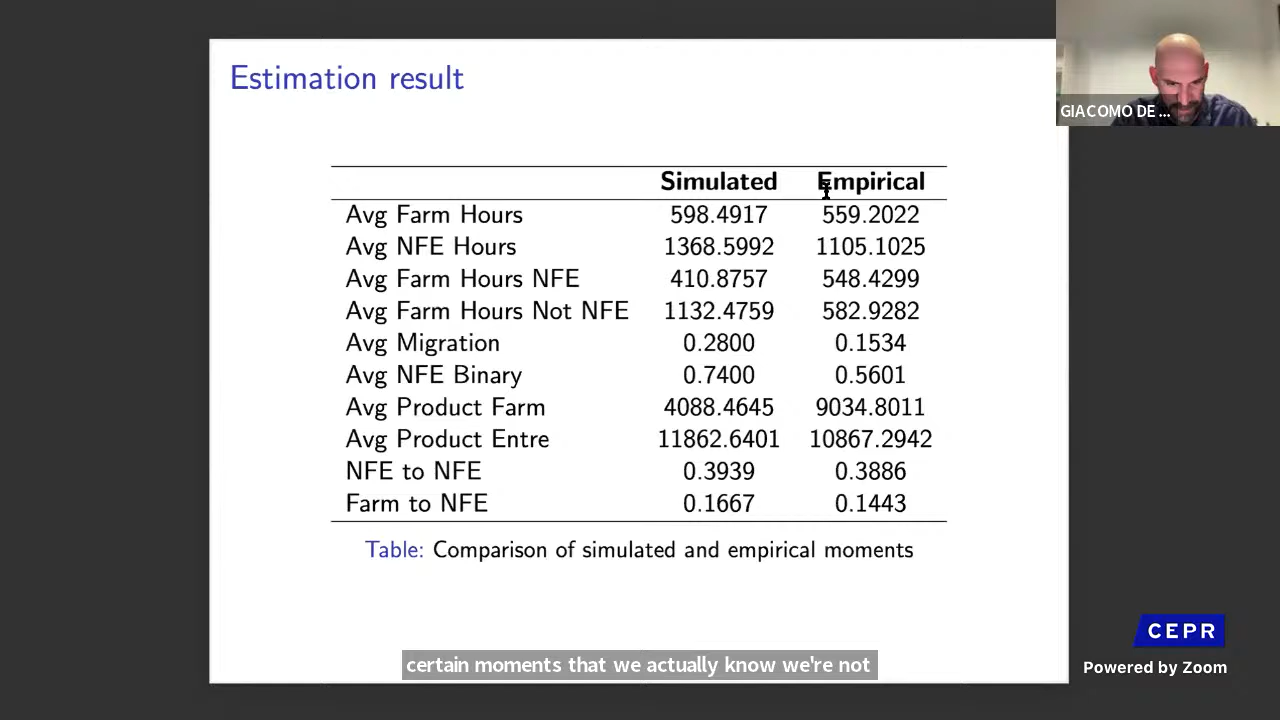 Estimation result
GIACOMO DE ...
Simulated Empirical
Avg Farm Hours 598.4917 559.2022
Avg NFE Hours 1368.5992 1105.1025
Avg Farm Hours NFE 410.8757 548.4299
Avg Farm Hours Not NFE 1132.4759 582.9282
Avg Migration 0.2800 0.1534
Avg NFE Binary 0.7400 0.5601
Avg Product Farm 4088.4645 9034.8011
Avg Product Entre 11862.6401 10867.2942
NFE to NFE 0.3939 0.3886
Farm to NFE 0.1667 0.1443
Table: Comparison of simulated and empirical moments
CEPR
certain moments that we actually know we're not
Powered by Zoom